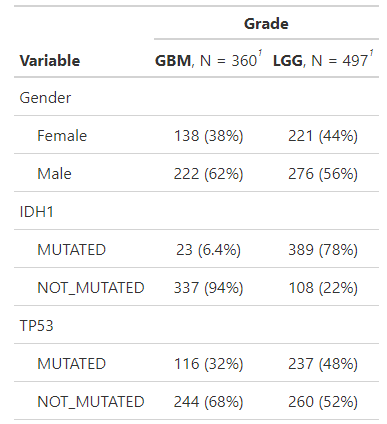 Grade
Variable GBM, N = 360¹ LGG, N = 497¹
Gender
Female 138 (38%) 221 (44%)
Male 222 (62%) 276 (56%)
IDH1
MUTATED 23 (6.4%) 389 (78%)
NOT_MUTATED 337 (94%) 108 (22%)
TP53
MUTATED 116 (32%) 237 (48%)
NOT_MUTATED 244 (68%) 260 (52%)